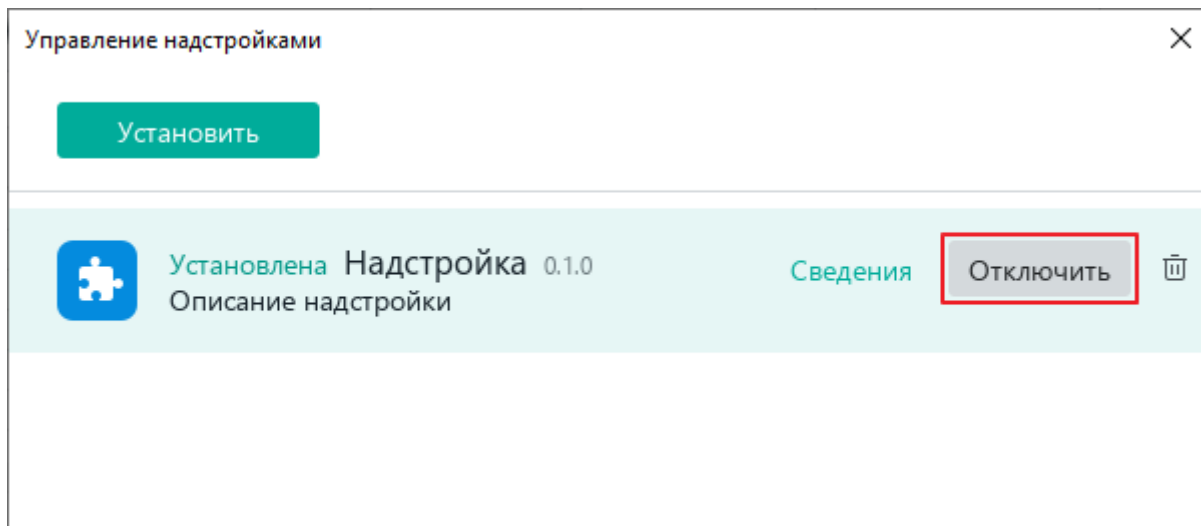 Управление надстройками
Установить
Установлена Надстройка 0.1.0 Сведения Отключить
Описание надстройки